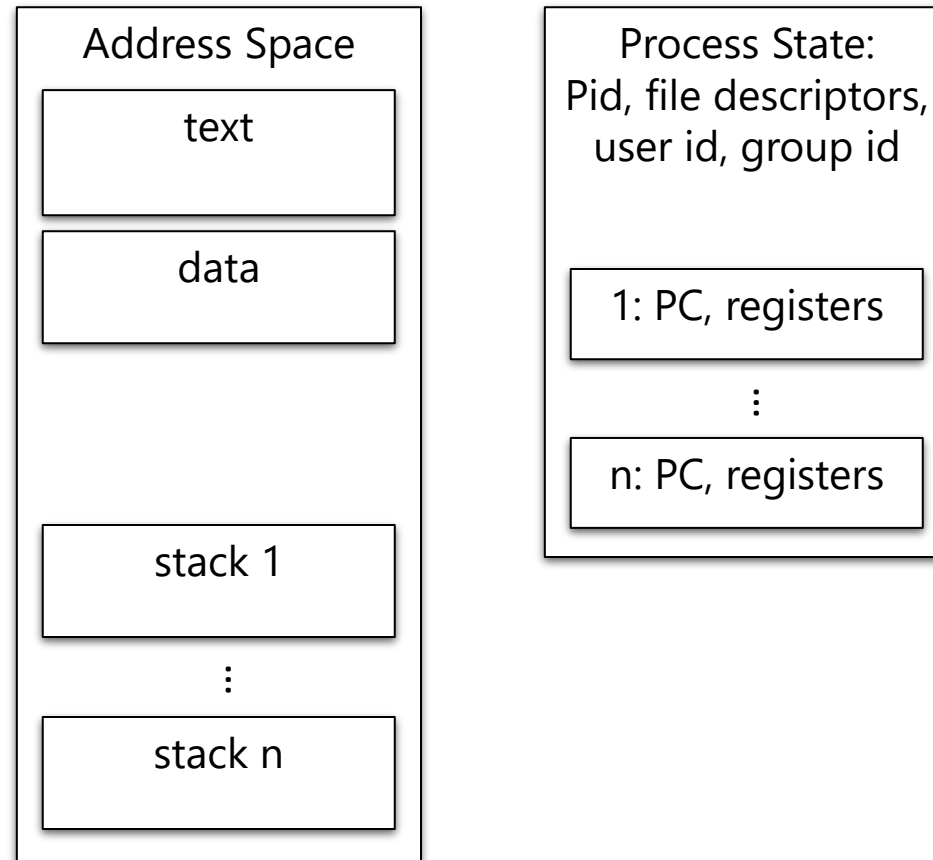 Address Space
text
data
stack 1
⋮
stack n
Process State:
Pid, file descriptors,
user id, group id
1: PC, registers
⋮
n: PC, registers